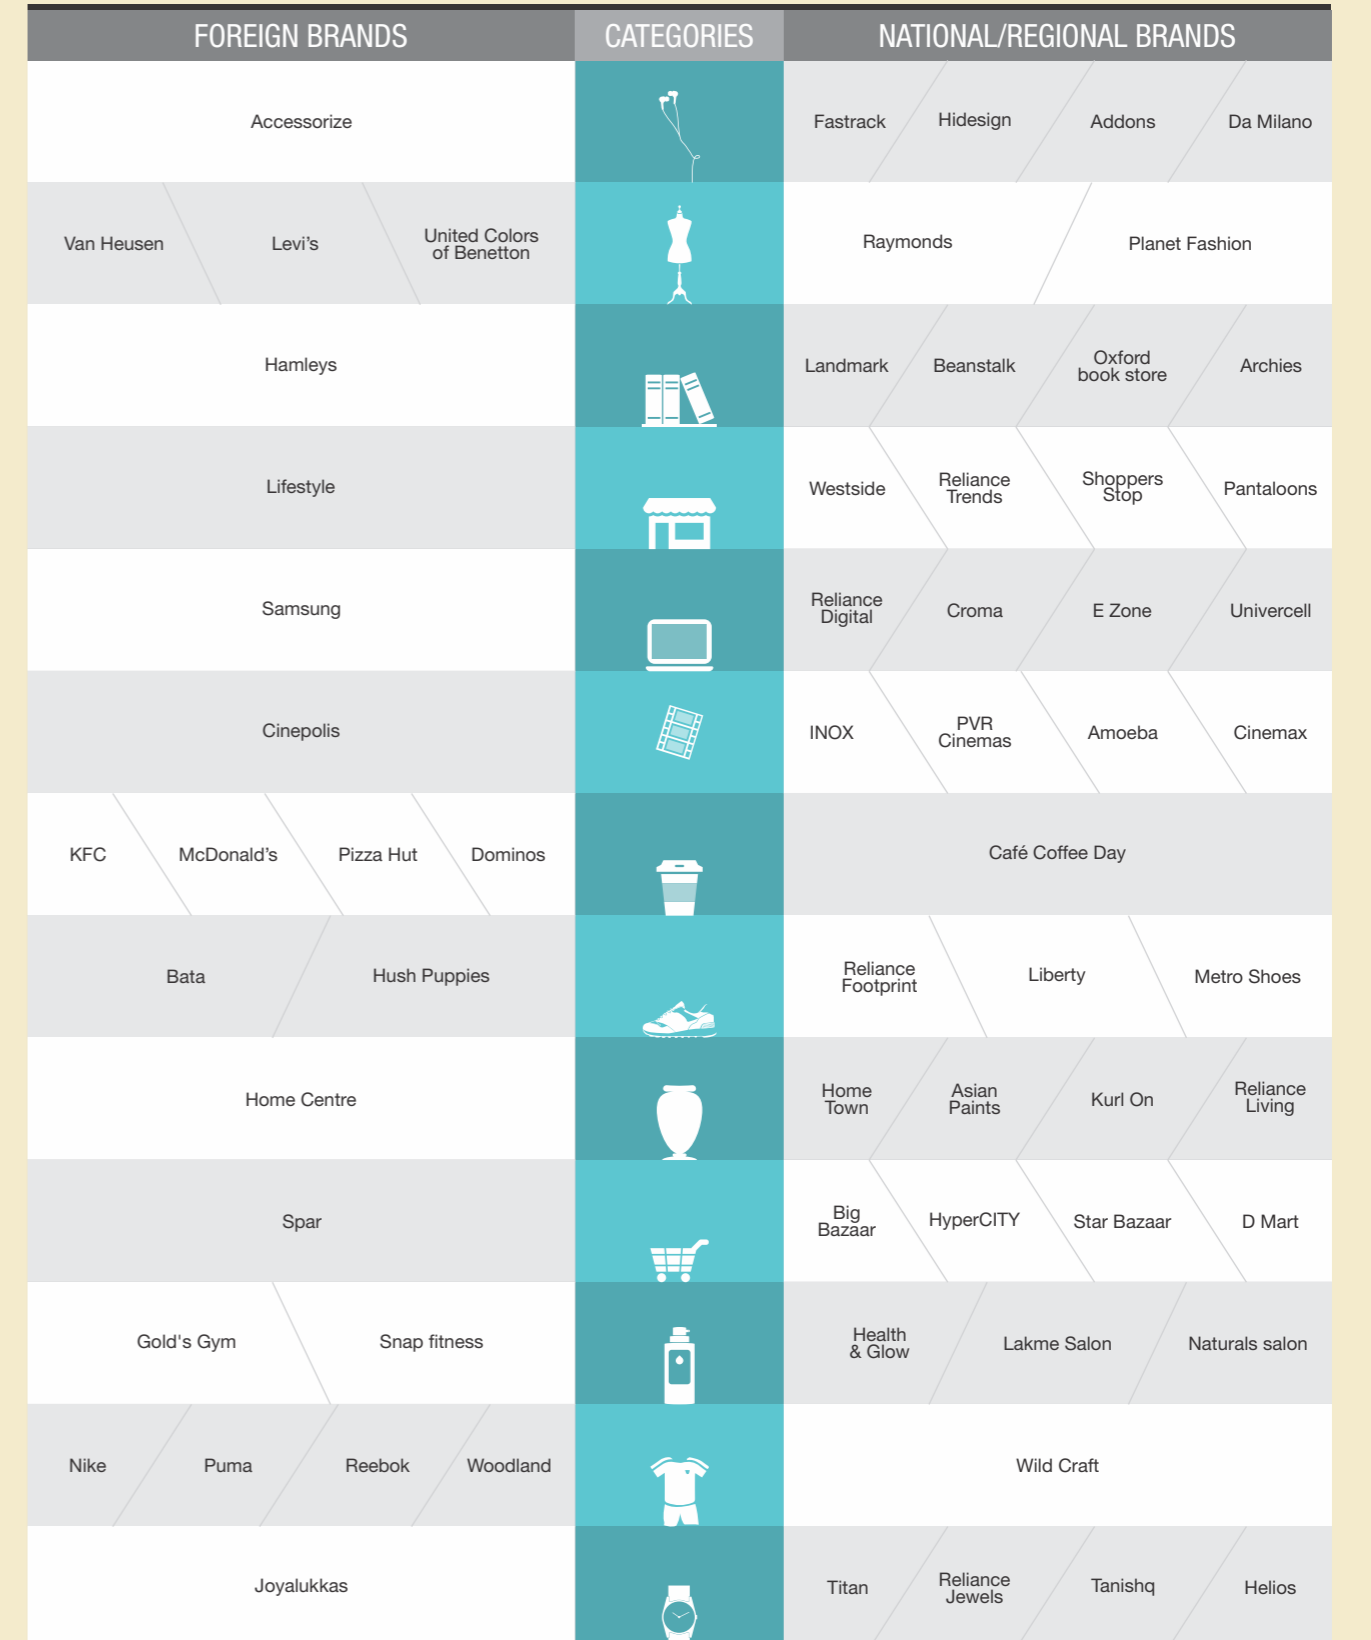 FOREIGN BRANDS
CATEGORIES
NATIONAL/REGIONAL BRANDS
Accessorize
Fastrack
Hidesign
Addons
Da Milano
Van Heusen
Levi’s
United Colors
of Benetton
Raymonds
Planet Fashion
Hamleys
Landmark
Beanstalk
Oxford
book store
Archies
Lifestyle
Westside
Reliance
Trends
Shoppers
Stop
Pantaloons
Samsung
Reliance
Digital
Croma
E Zone
Univercell
Cinepolis
INOX
PVR
Cinemas
Amoeba
Cinemax
KFC
McDonald’s
Pizza Hut
Dominos
Café Coffee Day
Bata
Hush Puppies
Reliance
Footprint
Liberty
Metro Shoes
Home Centre
Home
Town
Asian
Paints
Kurl On
Reliance
Living
Spar
Big
Bazaar
HyperCITY
Star Bazaar
D Mart
Gold's Gym
Snap fitness
Health
& Glow
Lakme Salon
Naturals salon
Nike
Puma
Reebok
Woodland
Wild Craft
Joyalukkas
Titan
Reliance
Jewels
Tanishq
Helios